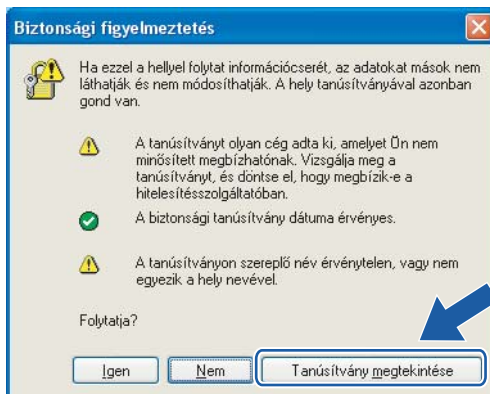 Biztonsági figyelmeztetés
Ha ezzel a hellyel folytat információcserét, az adatokat mások nem
láthatják és nem módosíthatják. A hely tanúsítványával azonban
gond van.
A tanúsítványt olyan cég adta ki, amelyet Ön nem
minősített megbízhatónak. Vizsgálja meg a
tanúsítványt, és döntse el, hogy megbízik-e a
hitelesítésszolgáltatóban.
A biztonsági tanúsítvány dátuma érvényes.
A tanúsítványon szereplő név érvénytelen, vagy nem
egyezik a hely nevével.
Folytatja?
Igen Nem Tanúsítvány megtekintése